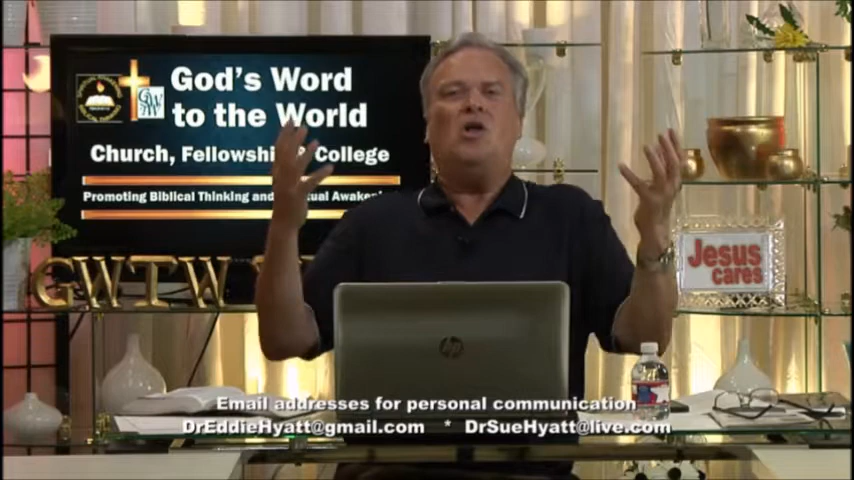 God's Word
to the World
Church, Fellowship & College
Promoting Biblical Thinking and
GWTW
Jesus
cares
hp
Email addresses for personal communication
DrEddieHyatt@gmail.com * DrSueHyatt@live.com